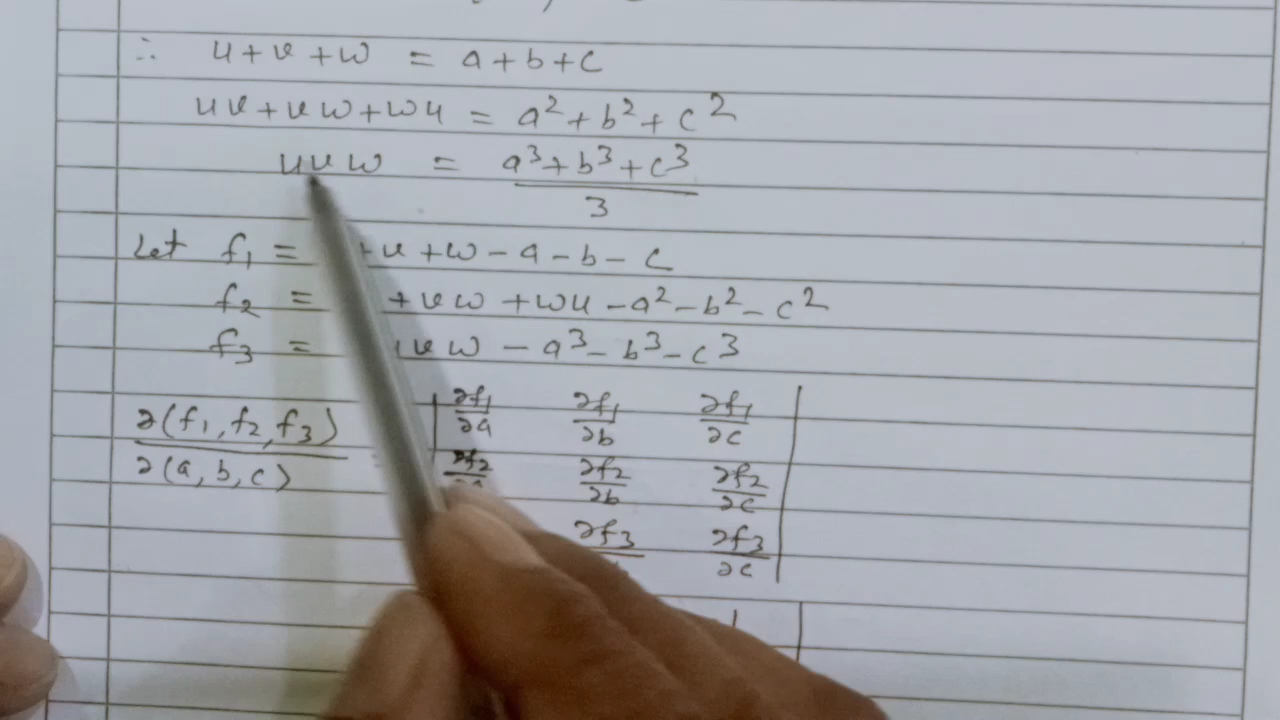 ∴ u+v+w = a+b+c
uv+vw+wu = a²+b²+c²
uvw = a³+b³+c³
3
Let f₁ = +v+w-a-b-c
f₂ = +vw+wu-a²-b²-c²
f₃ = vw-a³-b³-c³
∂f₁ ∂f₁ ∂f₁
∂a ∂b ∂c
∂(f₁,f₂,f₃)
∂(a,b,c)
∂f₂ ∂f₂ ∂f₂
∂b ∂c
∂f₃ ∂f₃
∂c